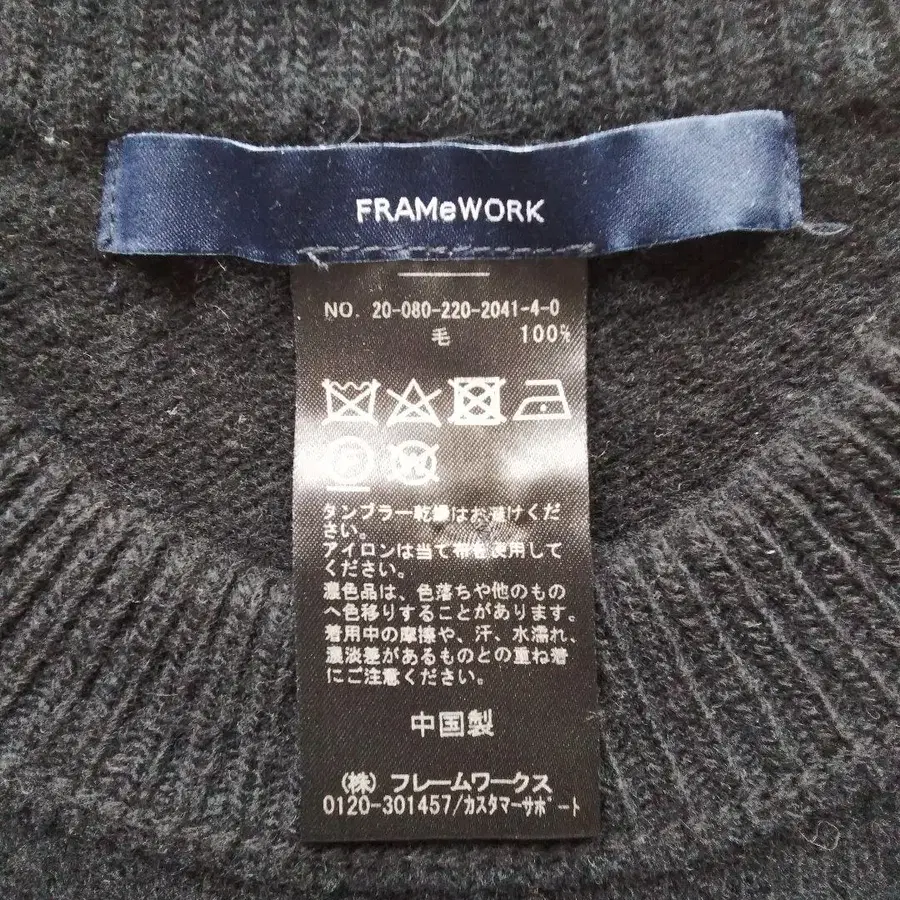 FRAMeWORK
NO. 20-080-220-2041-4-0
毛 100%
タンブラー乾燥はお避けくだ
さい。
アイロンは当て布を使用して
ください。
濃色品は、色落ちや他のもの
へ色移りすることがあります。
着用中の摩擦や、汗、水濡れ、
濃淡差があるものとの重ね着
にご注意ください。
中国製
(株) フレームワークス
0120-301457/カスタマーサポート